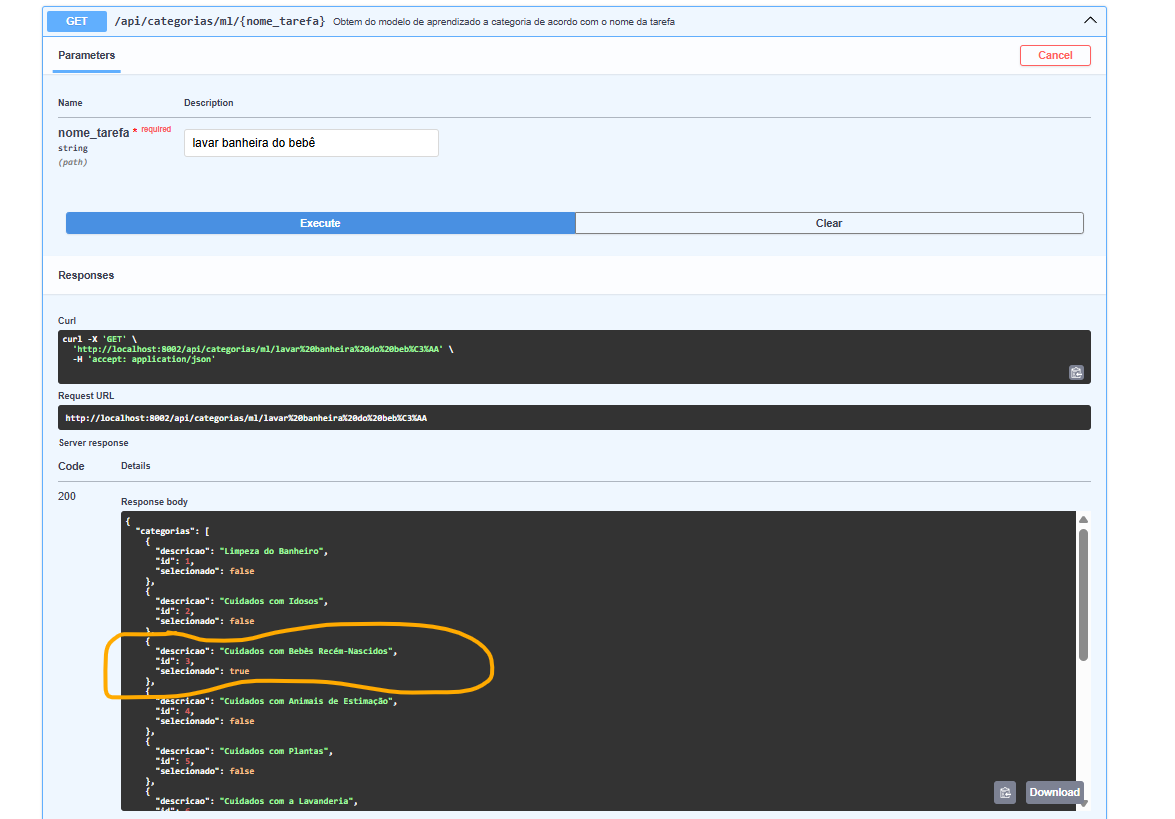 GET /api/categorias/ml/{nome_tarefa} Obtem do modelo de aprendizado a categoria de acordo com o nome da tarefa
Parameters
Cancel
Name Description
nome_tarefa * required
string
(path)
lavar banheira do bebê
Execute
Clear
Responses
Curl
curl -X 'GET' \
'http://localhost:8002/api/categorias/ml/lavar%20banheira%20do%20beb%C3%AA' \
-H 'accept: application/json'
Request URL
http://localhost:8002/api/categorias/ml/lavar%20banheira%20do%20beb%C3%AA
Server response
Code Details
200
Response body
{
"categorias": [
{
"descricao": "Limpeza do Banheiro",
"id": 1,
"selecionado": false
},
{
"descricao": "Cuidados com Idosos",
"id": 2,
"selecionado": false
},
{
"descricao": "Cuidados com Bebês Recém-Nascidos",
"id": 3,
"selecionado": true
},
{
"descricao": "Cuidados com Animais de Estimação",
"id": 4,
"selecionado": false
},
{
"descricao": "Cuidados com Plantas",
"id": 5,
"selecionado": false
},
{
"descricao": "Cuidados com a Lavanderia",
"id": 6,
Download